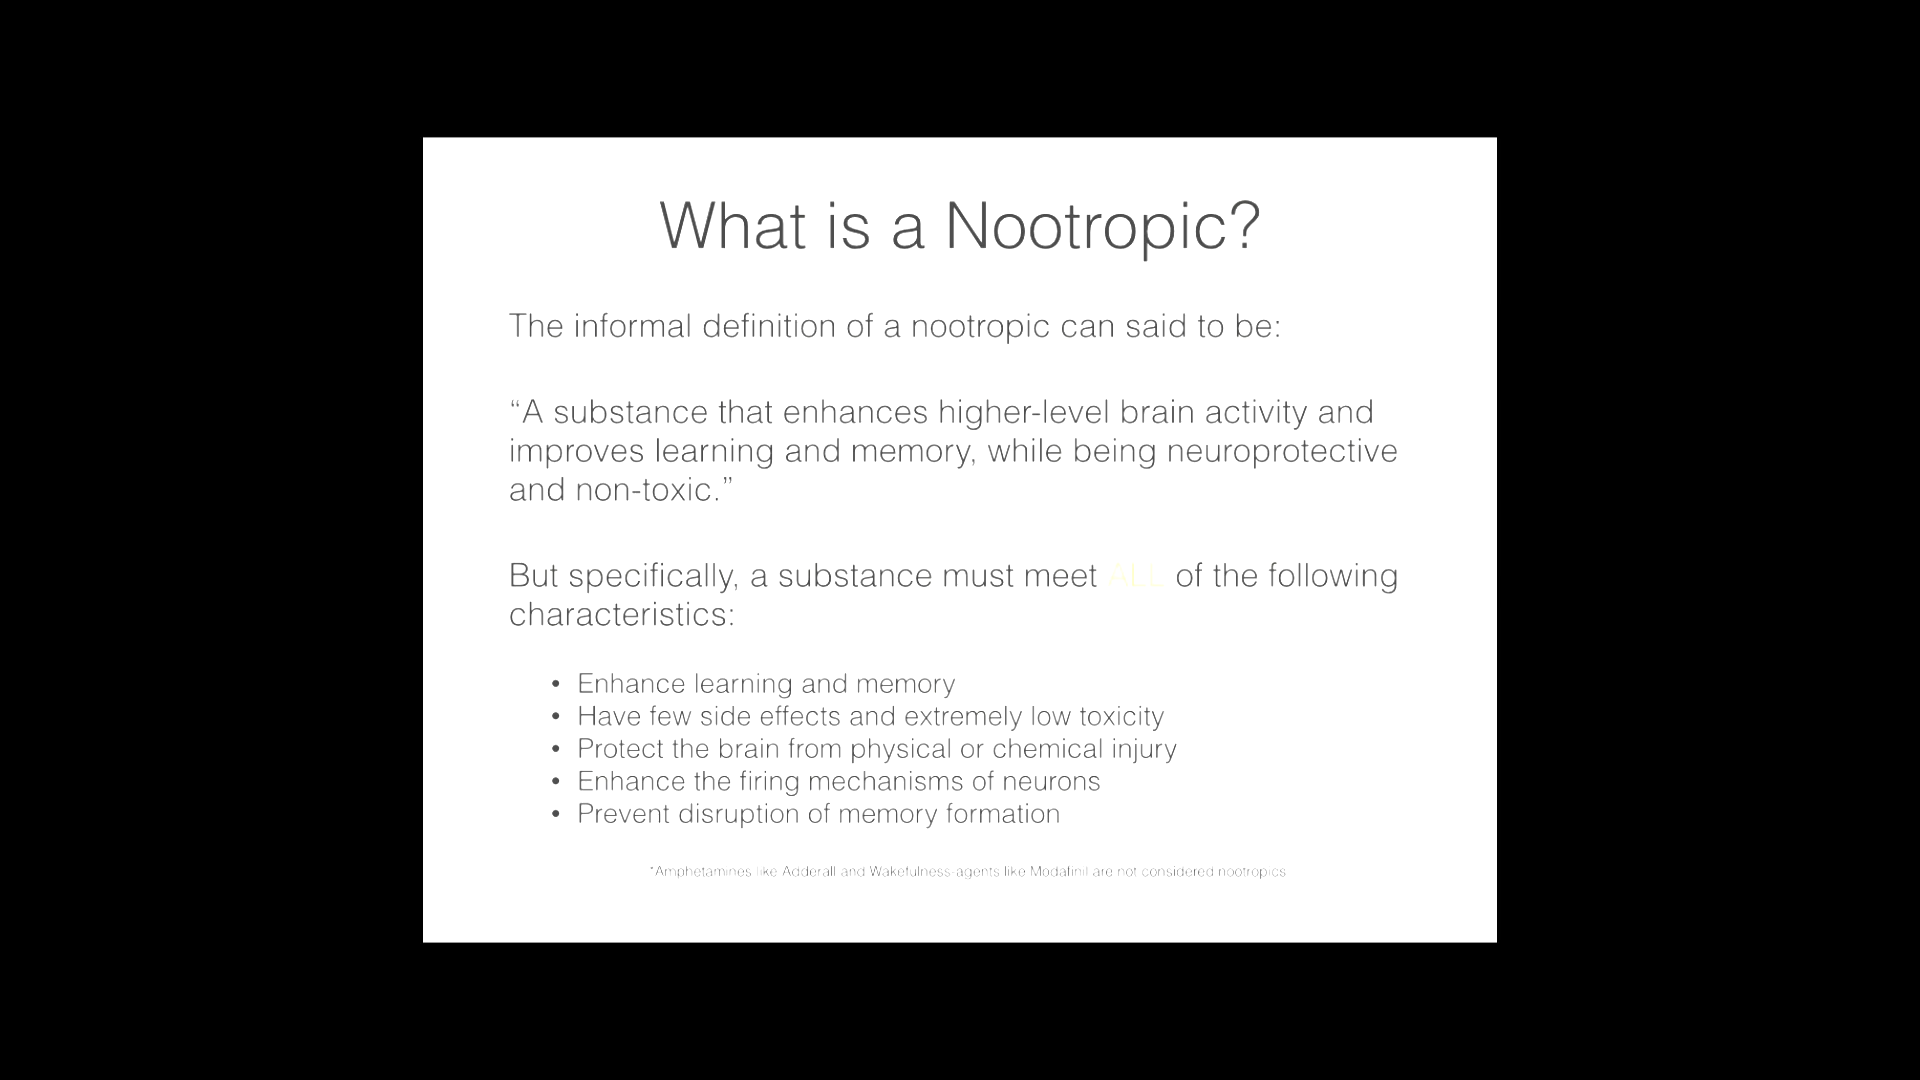 What is a Nootropic?
The informal definition of a nootropic can said to be:
“A substance that enhances higher-level brain activity and
improves learning and memory, while being neuroprotective
and non-toxic.”
But specifically, a substance must meet ALL of the following
characteristics:
• Enhance learning and memory
• Have few side effects and extremely low toxicity
• Protect the brain from physical or chemical injury
• Enhance the firing mechanisms of neurons
• Prevent disruption of memory formation
*Amphetamines like Adderall and Wakefulness-agents like Modafinil are not considered nootropics